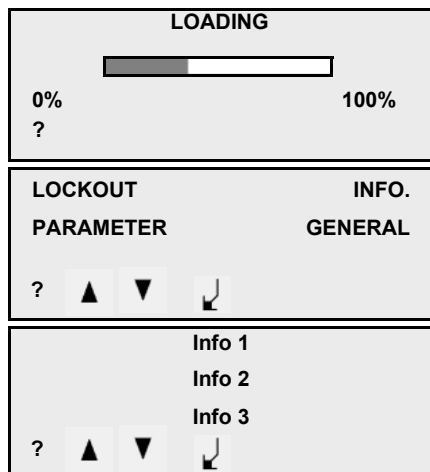 LOADING
0% 100%
?
LOCKOUT INFO.
PARAMETER GENERAL
?
Info 1
Info 2
Info 3
?